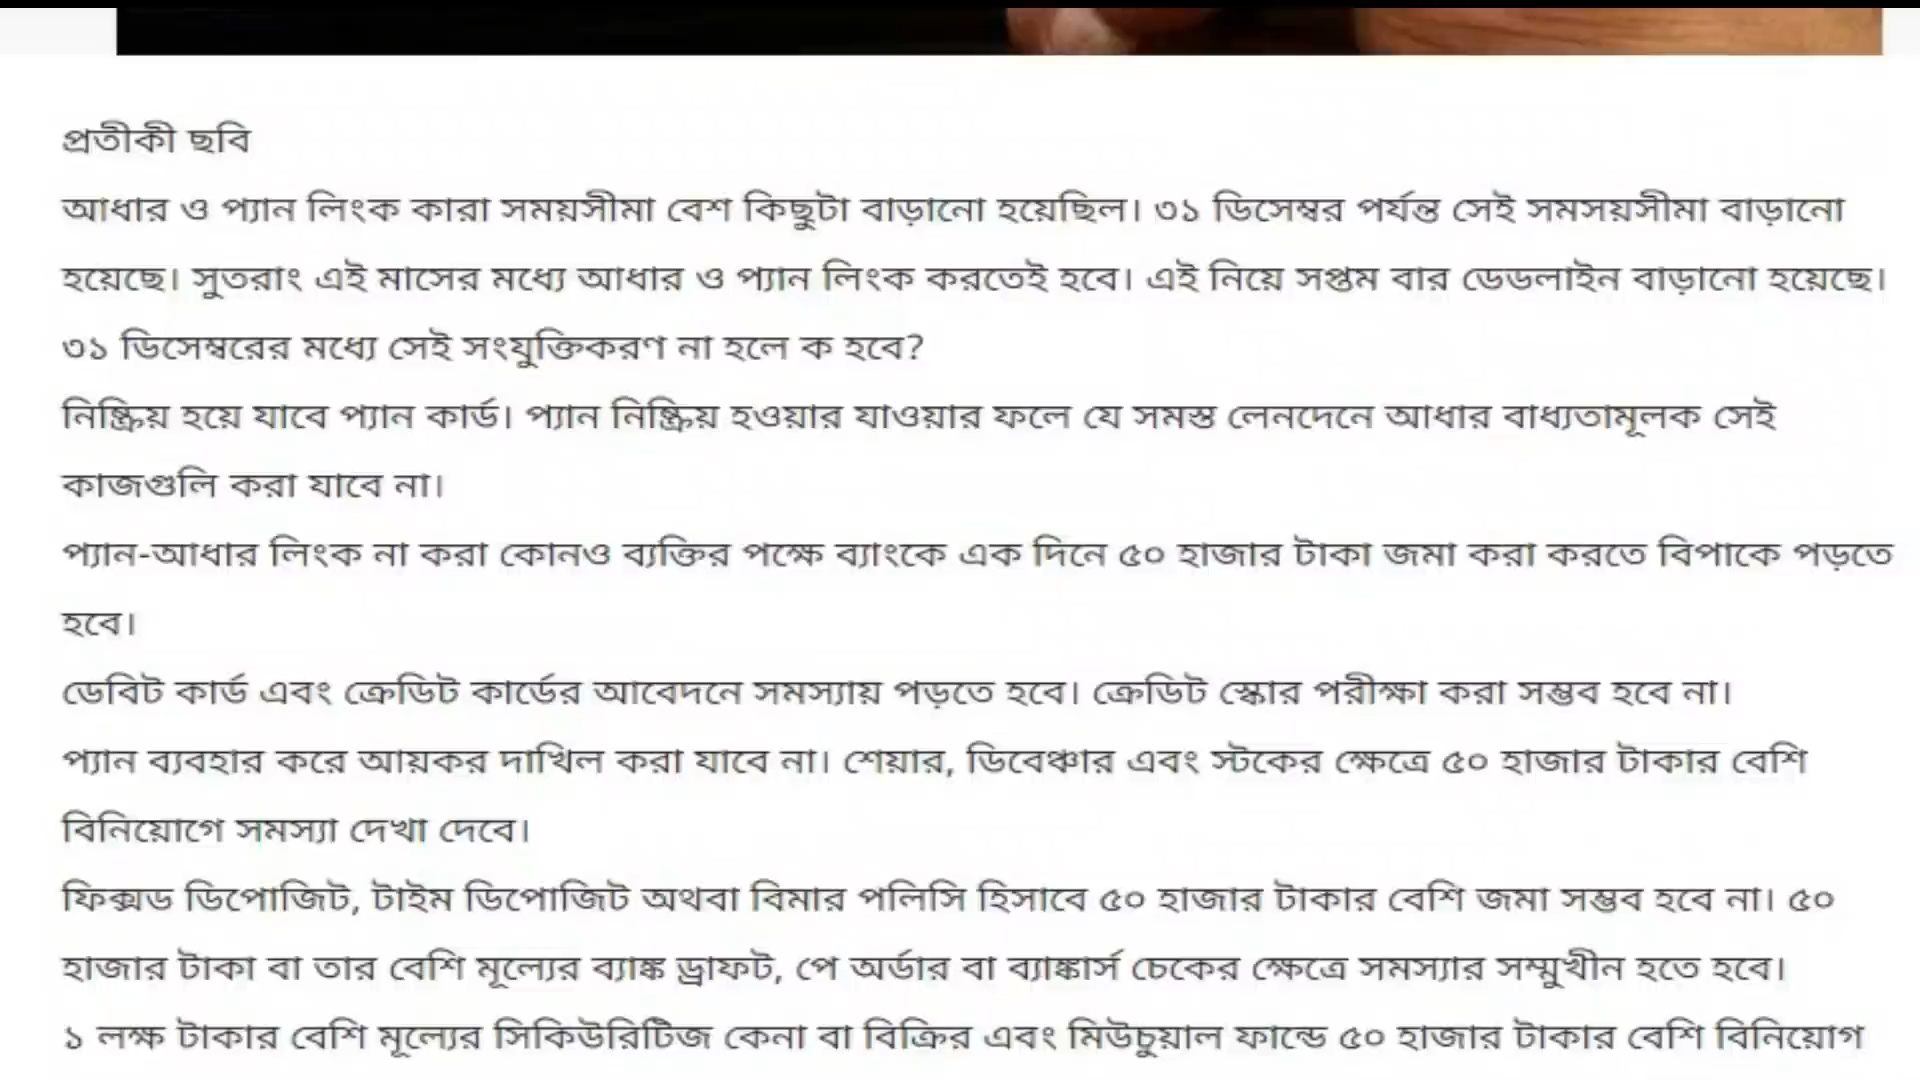 প্রতীকী ছবি
আধার ও প্যান লিংক কারা সময়সীমা বেশ কিছুটা বাড়ানো হয়েছিল। ৩১ ডিসেম্বর পর্যন্ত সেই সমসয়সীমা বাড়ানো
হয়েছে। সুতরাং এই মাসের মধ্যে আধার ও প্যান লিংক করতেই হবে। এই নিয়ে সপ্তম বার ডেডলাইন বাড়ানো হয়েছে।
৩১ ডিসেম্বরের মধ্যে সেই সংযুক্তিকরণ না হলে ক হবে?
নিষ্ক্রিয় হয়ে যাবে প্যান কার্ড। প্যান নিষ্ক্রিয় হওয়ার যাওয়ার ফলে যে সমস্ত লেনদেনে আধার বাধ্যতামূলক সেই
কাজগুলি করা যাবে না।
প্যান-আধার লিংক না করা কোনও ব্যক্তির পক্ষে ব্যাংকে এক দিনে ৫০ হাজার টাকা জমা করা করতে বিপাকে পড়তে
হবে।
ডেবিট কার্ড এবং ক্রেডিট কার্ডের আবেদনে সমস্যায় পড়তে হবে। ক্রেডিট স্কোর পরীক্ষা করা সম্ভব হবে না।
প্যান ব্যবহার করে আয়কর দাখিল করা যাবে না। শেয়ার, ডিবেঞ্চার এবং স্টকের ক্ষেত্রে ৫০ হাজার টাকার বেশি
বিনিয়োগে সমস্যা দেখা দেবে।
ফিক্সড ডিপোজিট, টাইম ডিপোজিট অথবা বিমার পলিসি হিসাবে ৫০ হাজার টাকার বেশি জমা সম্ভব হবে না। ৫০
হাজার টাকা বা তার বেশি মূল্যের ব্যাঙ্ক ড্রাফট, পে অর্ডার বা ব্যাঙ্কার্স চেকের ক্ষেত্রে সমস্যার সম্মুখীন হতে হবে।
১ লক্ষ টাকার বেশি মূল্যের সিকিউরিটিজ কেনা বা বিক্রির এবং মিউচুয়াল ফান্ডে ৫০ হাজার টাকার বেশি বিনিয়োগ